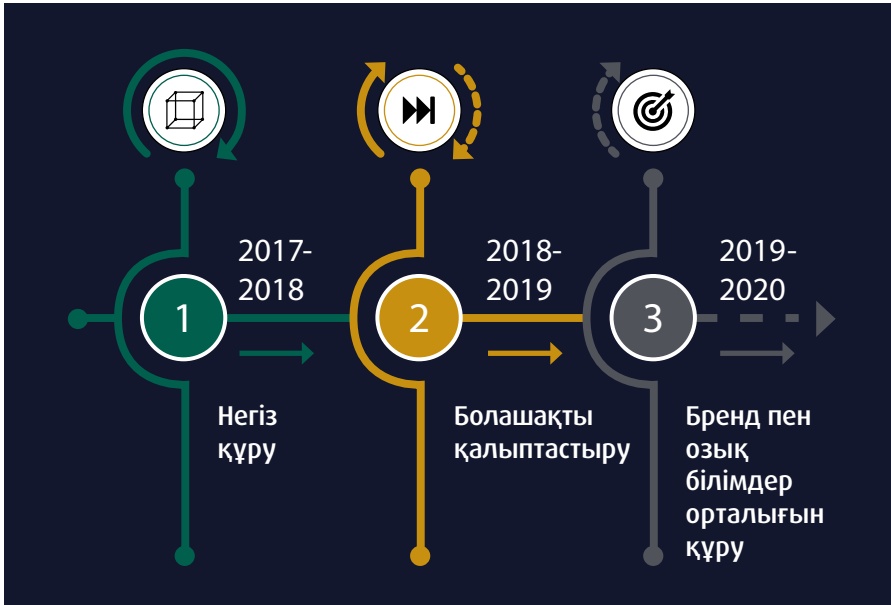 1
2017-
2018
Негіз
құру
2
2018-
2019
Болашақты
қалыптастыру
3
2019-
2020
Бренд пен
озық
білімдер
орталығын
құру